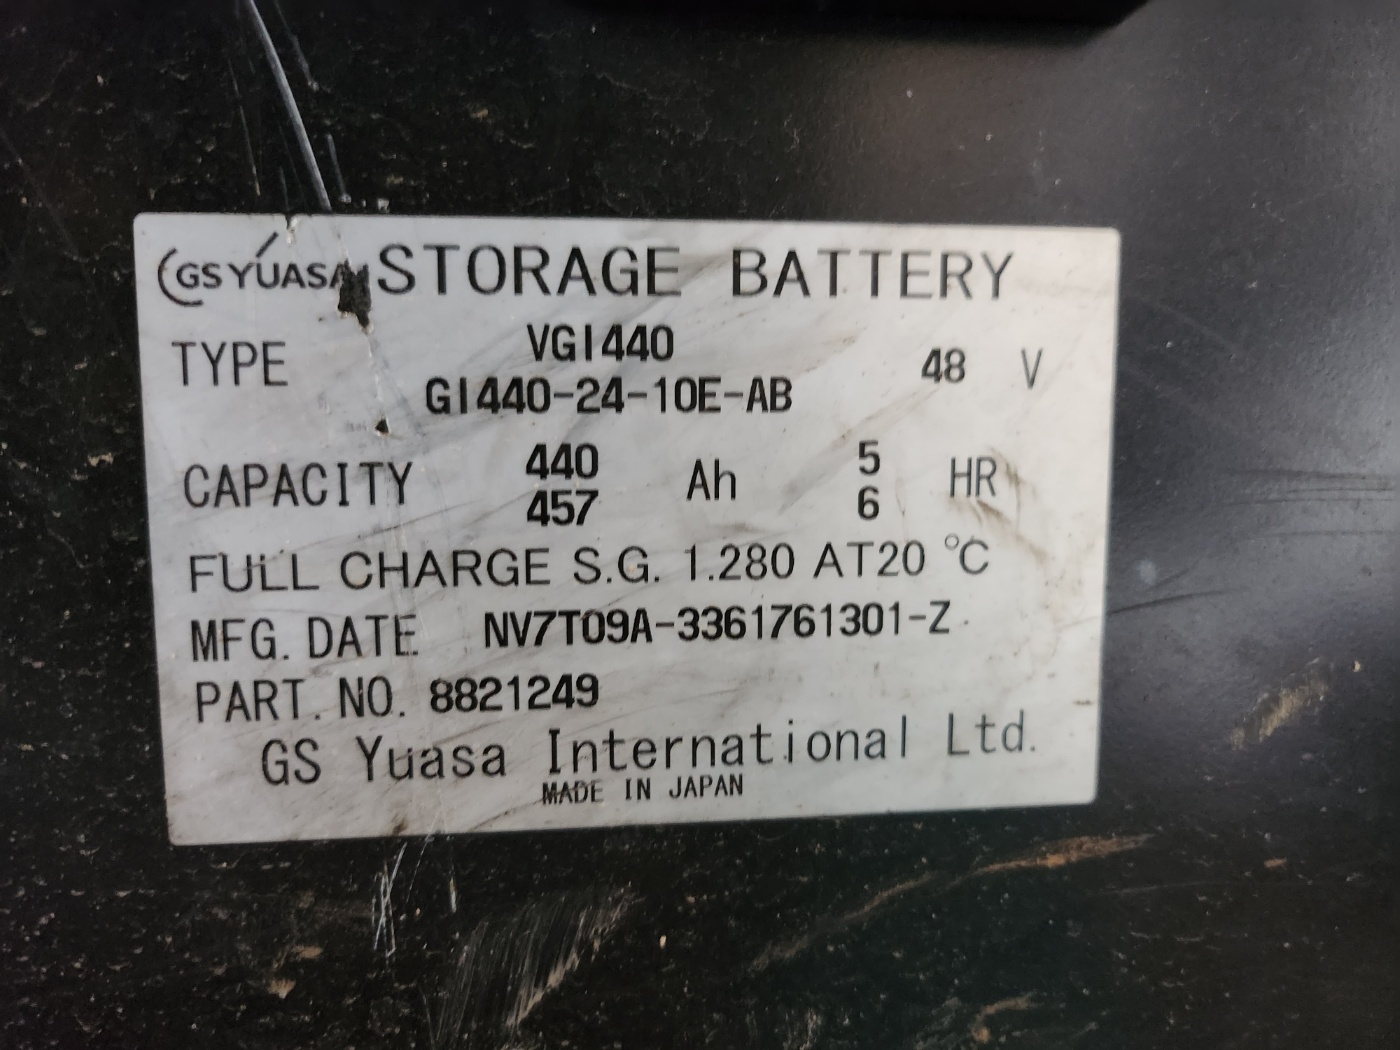 GS YUASA STORAGE BATTERY
TYPE VGI440 48 V
GI440-24-10E-AB
CAPACITY 440 Ah 5 HR
457 6
FULL CHARGE S.G. 1.280 AT20 °C
MFG. DATE NV7T09A-3361761301-Z
PART. NO. 8821249
GS Yuasa International Ltd.
MADE IN JAPAN